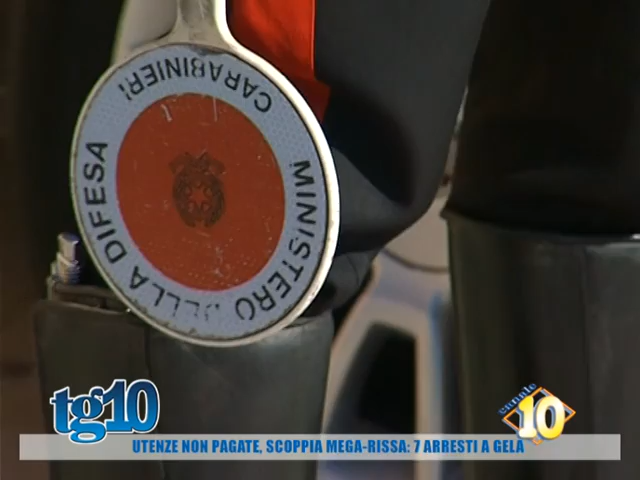 CARABINIERI
MINISTERO DELLA DIFESA
tg10
canale
10
UTENZE NON PAGATE, SCOPPIA MEGA-RISSA: 7 ARRESTI A GELA